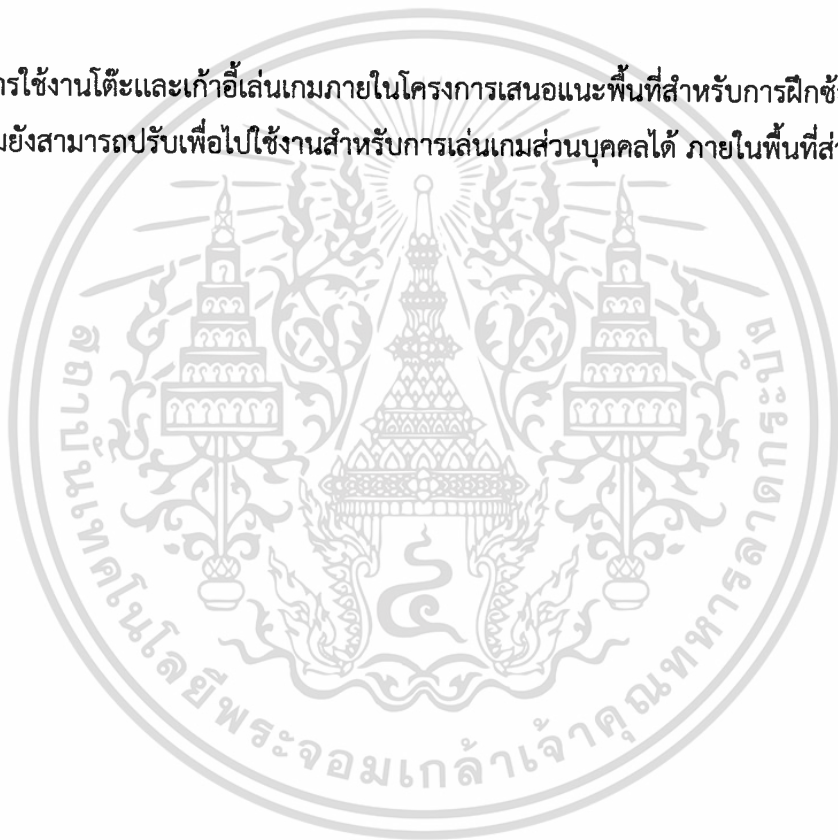 ารใช้งานโต๊ะและเก้าอี้เล่นเกมภายในโครงการเสนอแนะพื้นที่สำหรับการฝึกซ้
มยังสามารถปรับเพื่อไปใช้งานสำหรับการเล่นเกมส่วนบุคคลได้ ภายในพื้นที่ส่
สถาบันเทคโนโลยีพระจอมเกล้าเจ้าคุณทหารลาดกระบัง